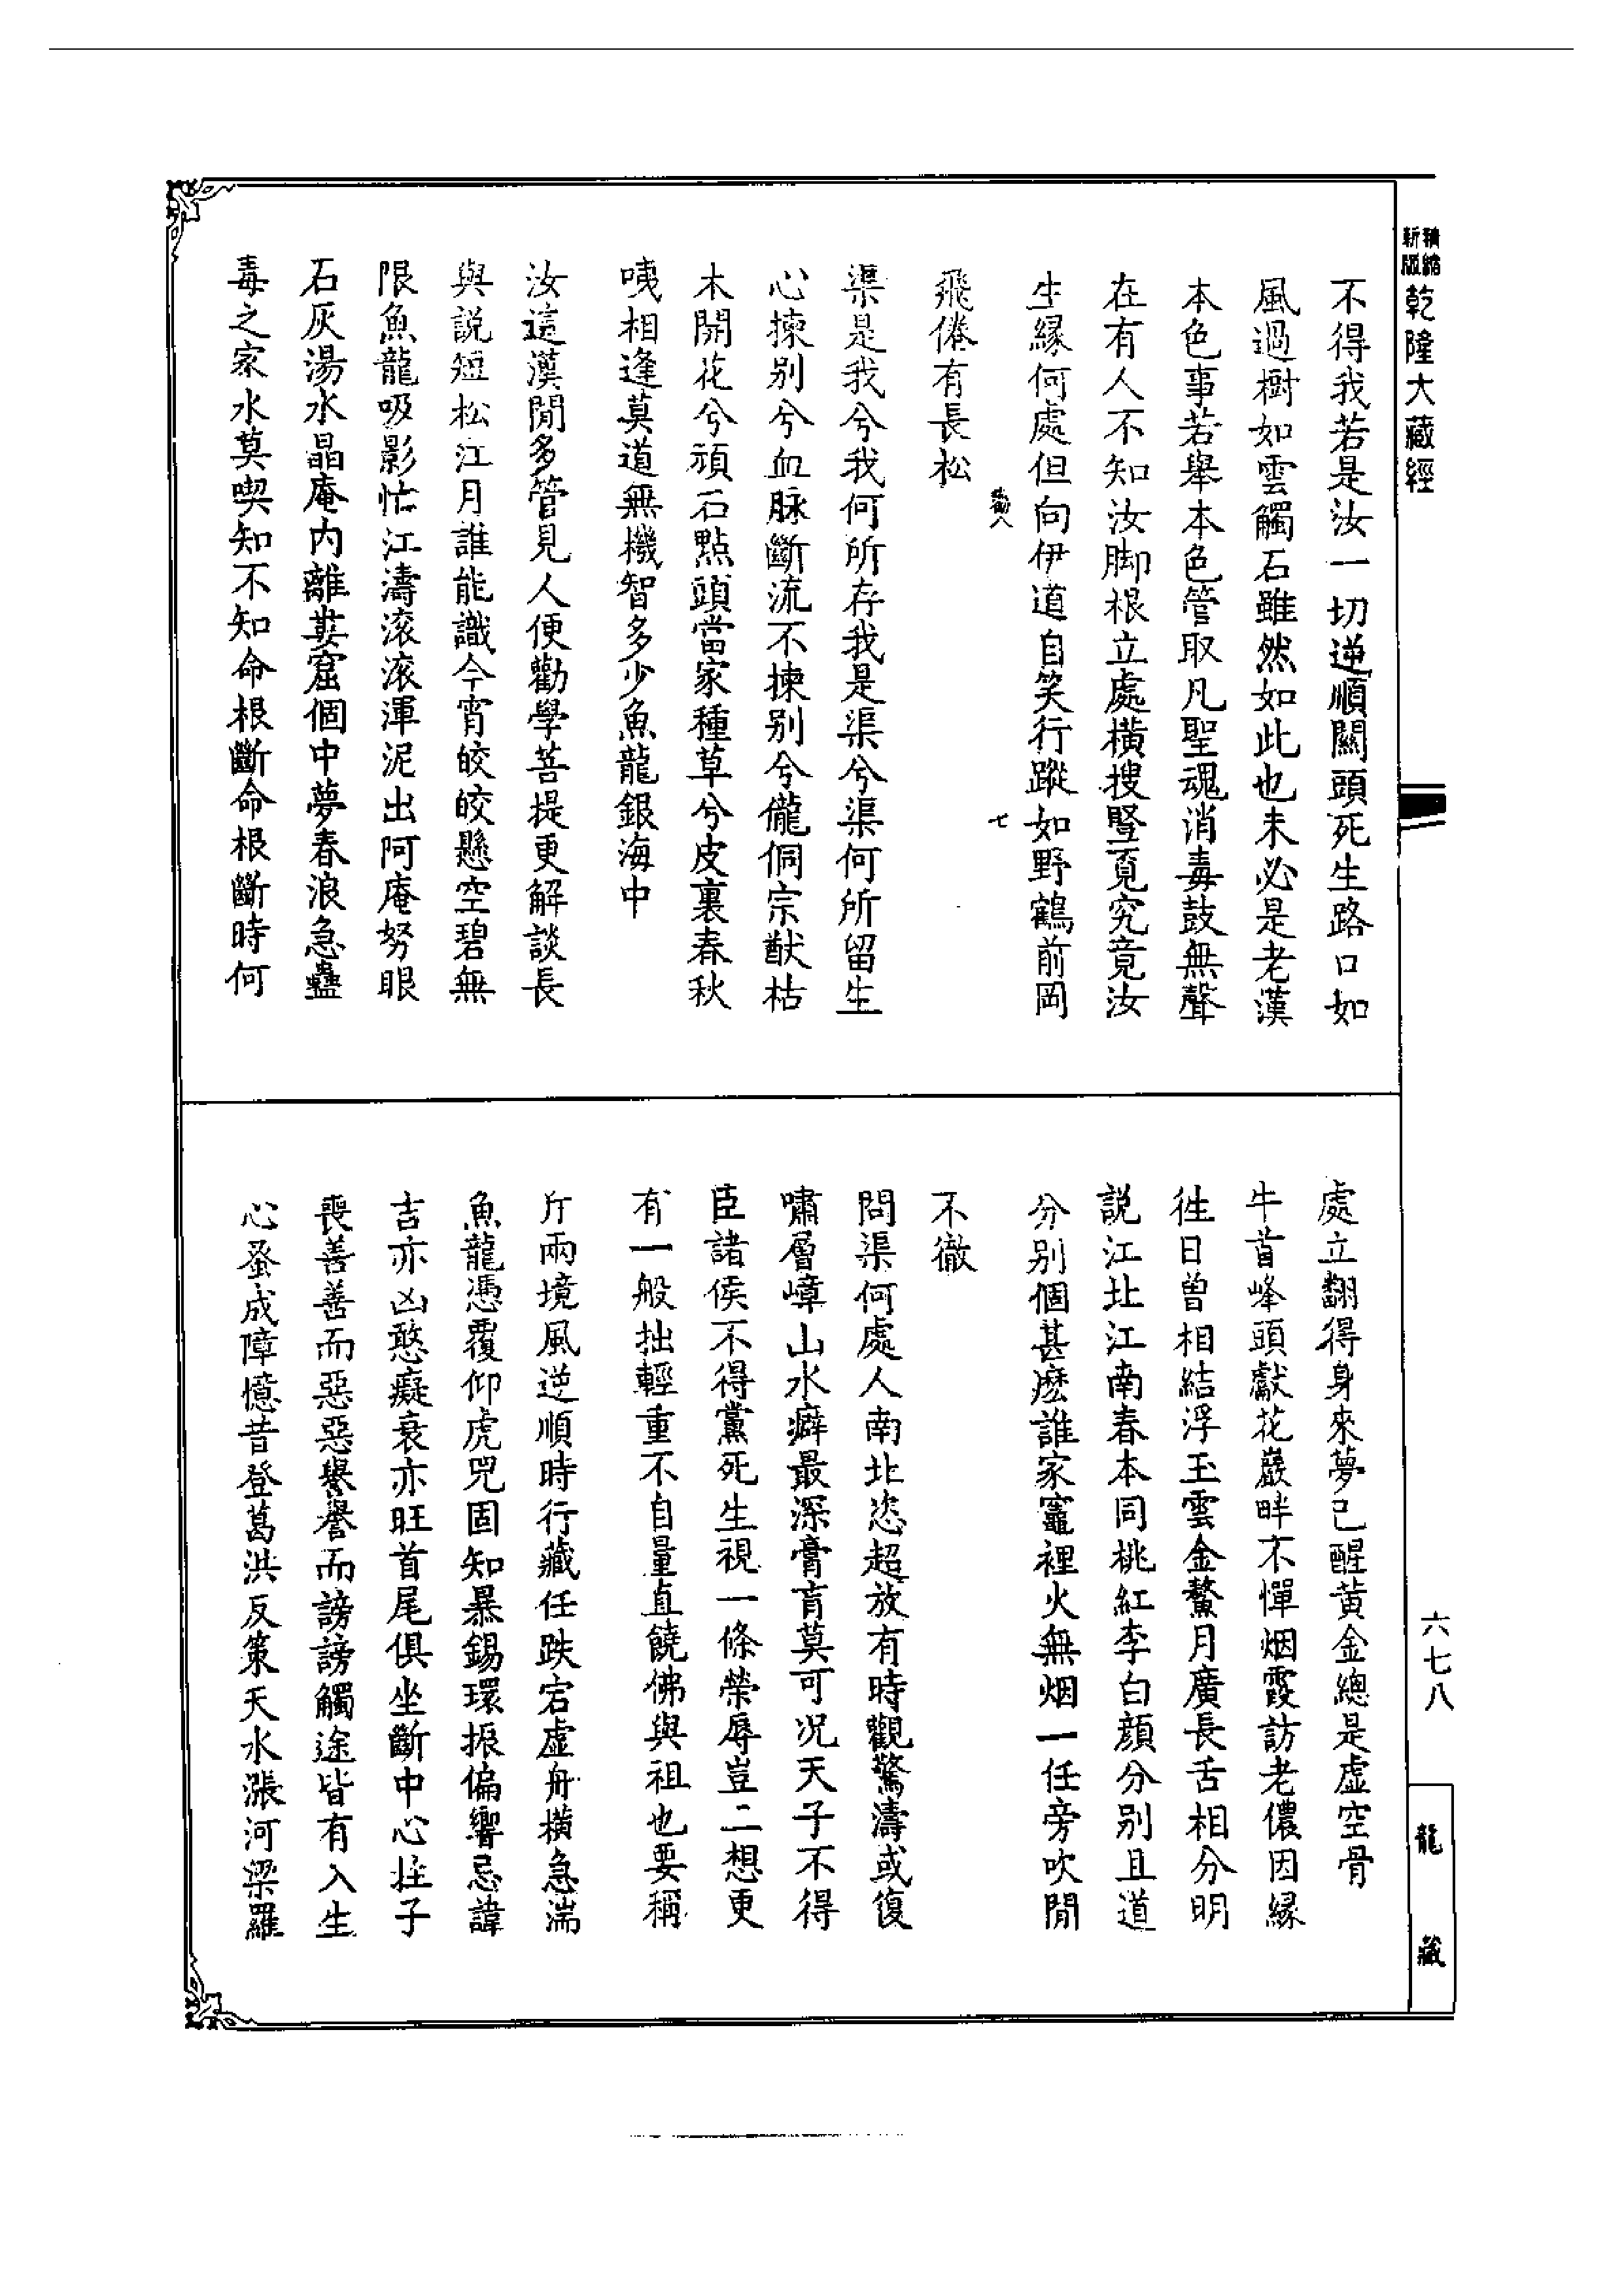 精縮
新版
乾隆大藏經
不得我若是汝一切逆順關頭死生路口如
風過樹如雲觸石雖然如此也未必是老漢
本色事若舉本色管取凡聖魂消毒鼓無聲
在有人不知汝脚根立處橫搜豎覓究竟汝
生緣何處但向伊道自笑行蹤如野鶴前岡
七
飛倦有長松
渠是我兮我何所存我是渠兮渠何所留生
心揀別兮血脉斷流不揀別兮儱侗宗猷枯
木開花兮頑石點頭當家種草兮皮裏春秋
咦相逢莫道無機智多少魚龍銀海中
汝這漢閒多管見人便勸學菩提更解談長
與説短松江月誰能識今宵皎皎懸空碧無
限魚龍吸影忙江濤滚滚渾泥出阿庵努眼
石灰湯水晶庵内離婁窟個中夢春浪急蠱
毒之家水莫喫知不知命根斷命根斷時何
處立翻得身來夢已醒黄金總是虚空骨
牛首峰頭獻花巖畔不憚烟霞訪老儂因緣
徃日曾相結浮玉雲金鰲月廣長舌相分明
説江北江南春本同桃紅李白顔分別且道
分別個甚麽誰家竈裡火無烟一任旁吹閒
不徹
問渠何處人南北恣超放有時觀驚濤或復
嘯層嶂山水癖最深膏肓莫可况天子不得
臣諸侯不得黨死生視一條榮辱豈二想更
有一般拙輕重不自量直饒佛與祖也要稱
斤兩境風逆順時行藏任跌宕虚舟橫急湍
魚龍憑覆仰虎兕固知暴錫環振偏響忌諱
吉亦凶憨癡衰亦旺首尾俱坐斷中心拄子
喪善善而惡惡譽譽而謗謗觸途皆有入生
心蚤成障憶昔登葛洪反策天水漲河梁羅
六七八
龍藏